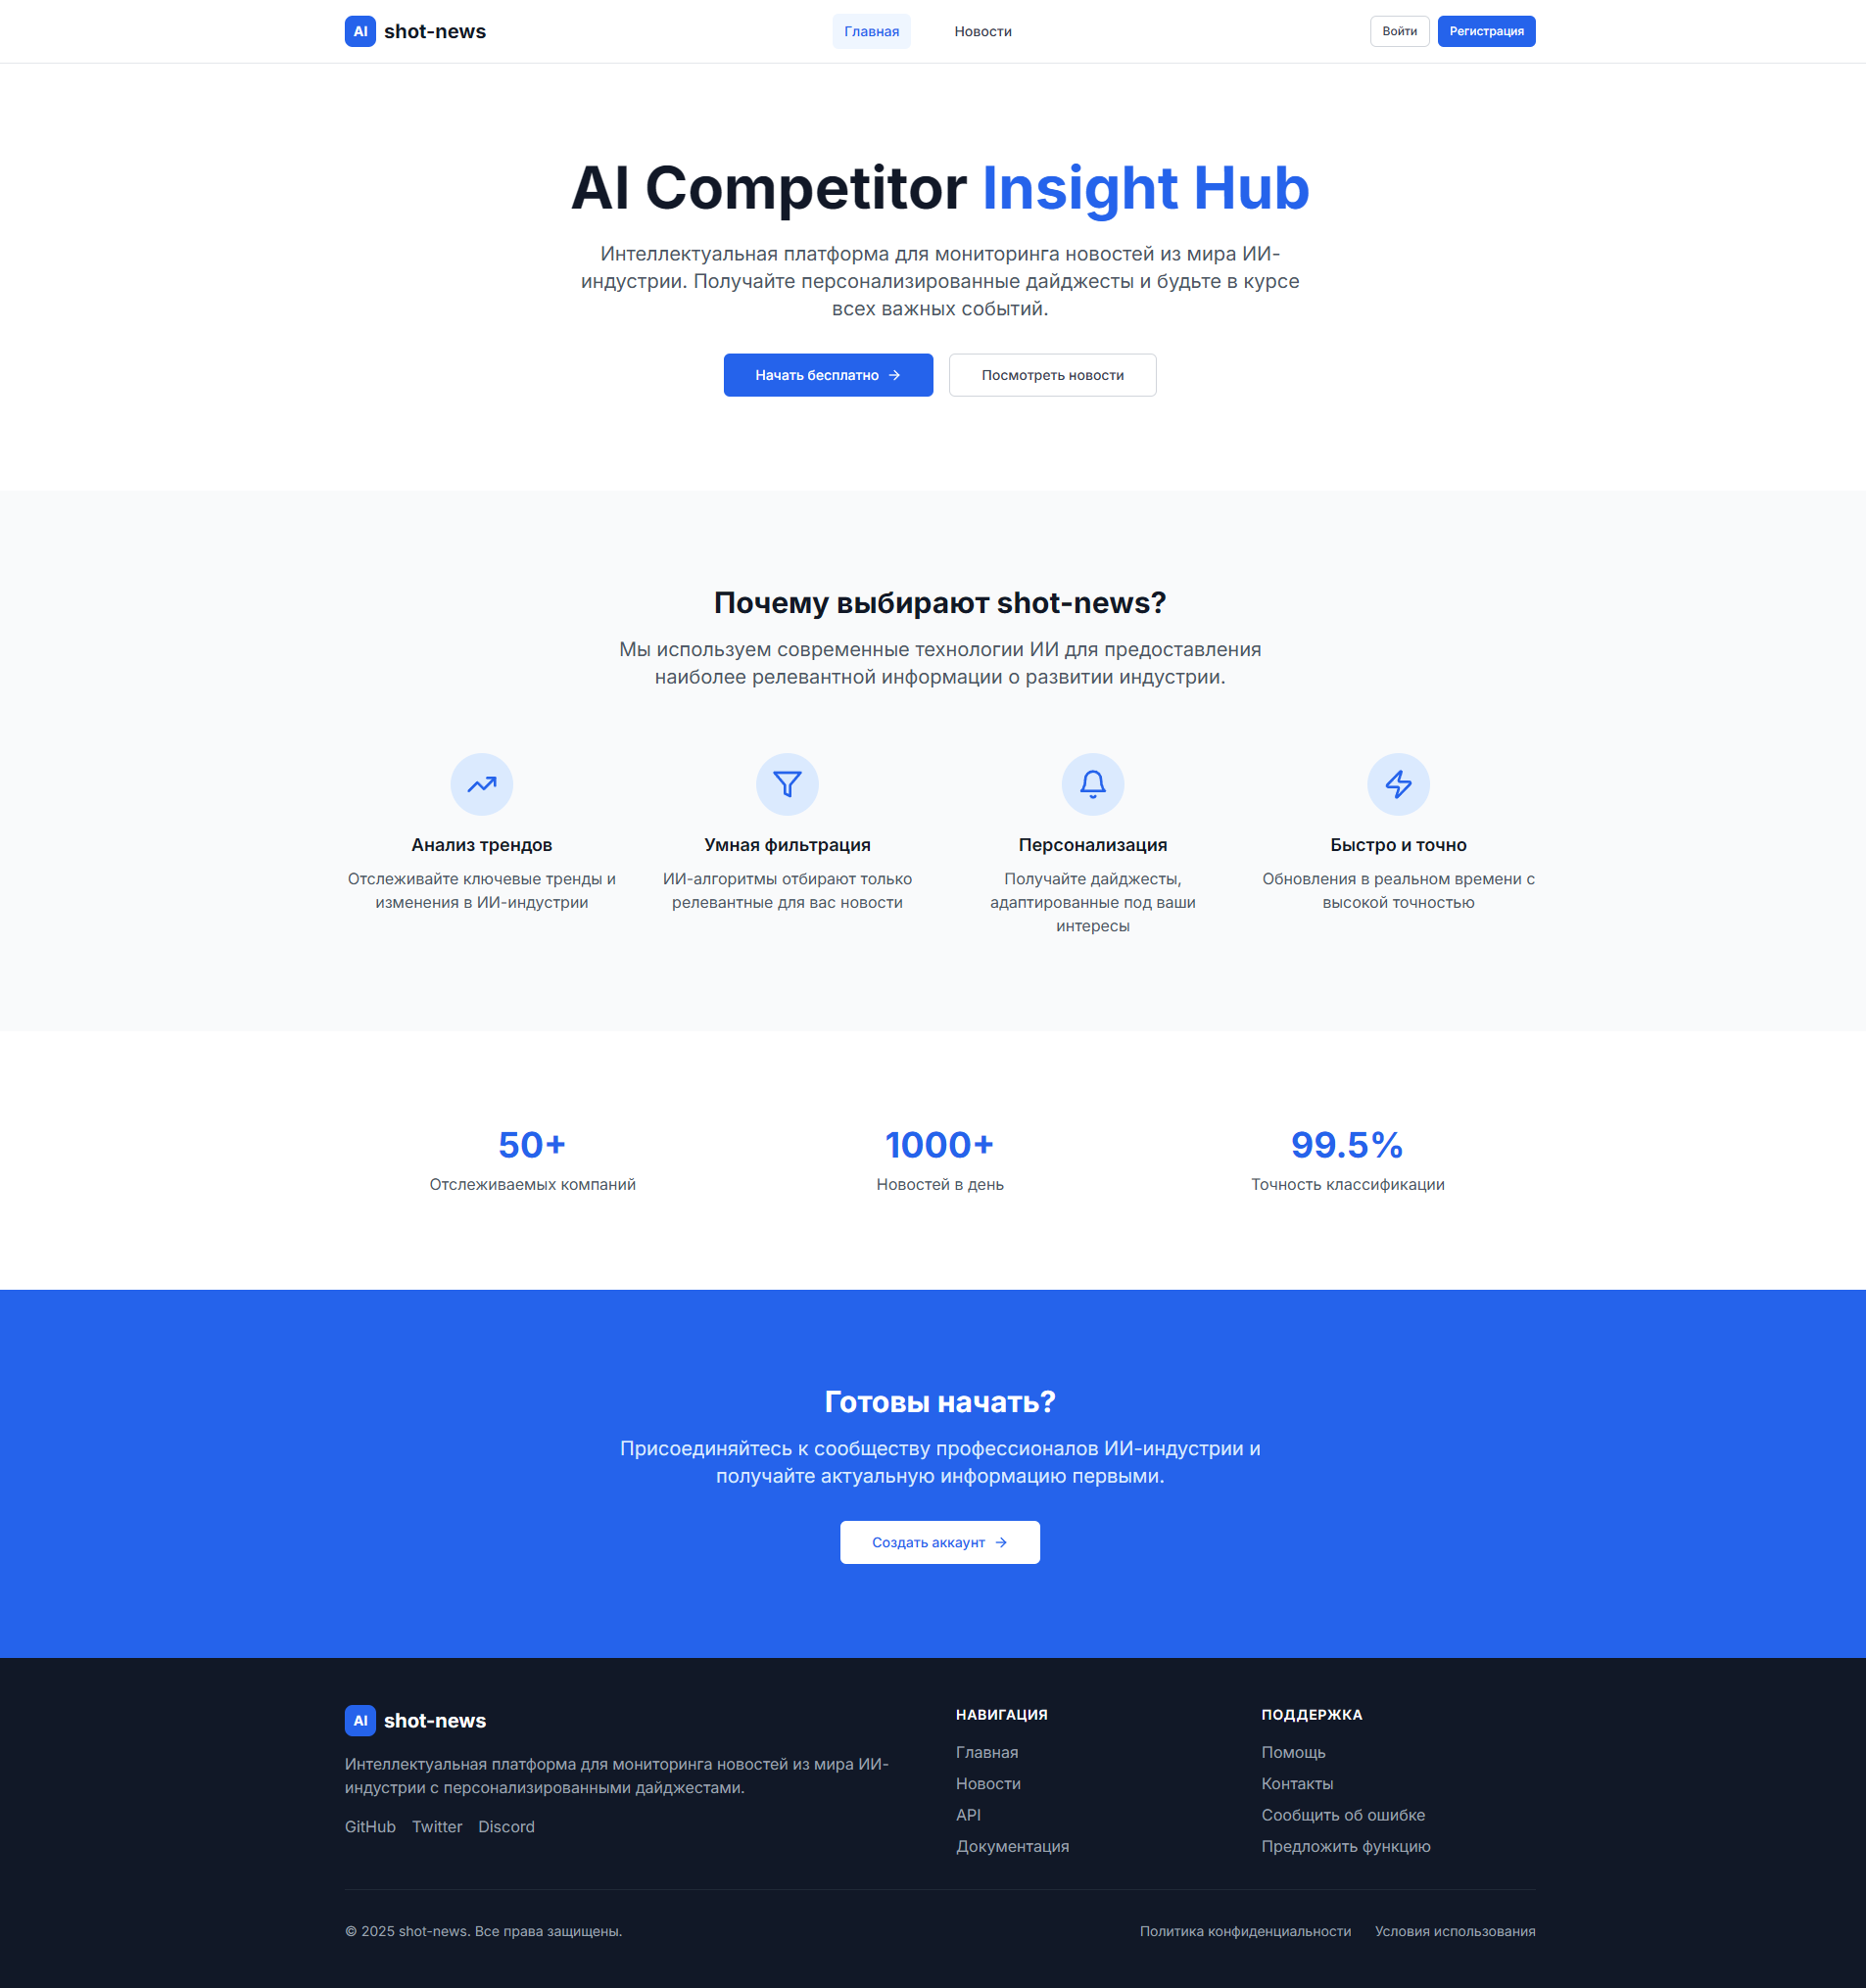 AI shot-news
Главная
Новости
Войти
Регистрация
AI Competitor Insight Hub
Интеллектуальная платформа для мониторинга новостей из мира ИИ-
индустрии. Получайте персонализированные дайджесты и будьте в курсе
всех важных событий.
Начать бесплатно →
Посмотреть новости
Почему выбирают shot-news?
Мы используем современные технологии ИИ для предоставления
наиболее релевантной информации о развитии индустрии.
Анализ трендов
Отслеживайте ключевые тренды и
изменения в ИИ-индустрии
Умная фильтрация
ИИ-алгоритмы отбирают только
релевантные для вас новости
Персонализация
Получайте дайджесты,
адаптированные под ваши
интересы
Быстро и точно
Обновления в реальном времени с
высокой точностью
50+
Отслеживаемых компаний
1000+
Новостей в день
99.5%
Точность классификации
Готовы начать?
Присоединяйтесь к сообществу профессионалов ИИ-индустрии и
получайте актуальную информацию первыми.
Создать аккаунт →
AI shot-news
Интеллектуальная платформа для мониторинга новостей из мира ИИ-
индустрии с персонализированными дайджестами.
GitHub Twitter Discord
НАВИГАЦИЯ
Главная
Новости
API
Документация
ПОДДЕРЖКА
Помощь
Контакты
Сообщить об ошибке
Предложить функцию
© 2025 shot-news. Все права защищены.
Политика конфиденциальности
Условия использования